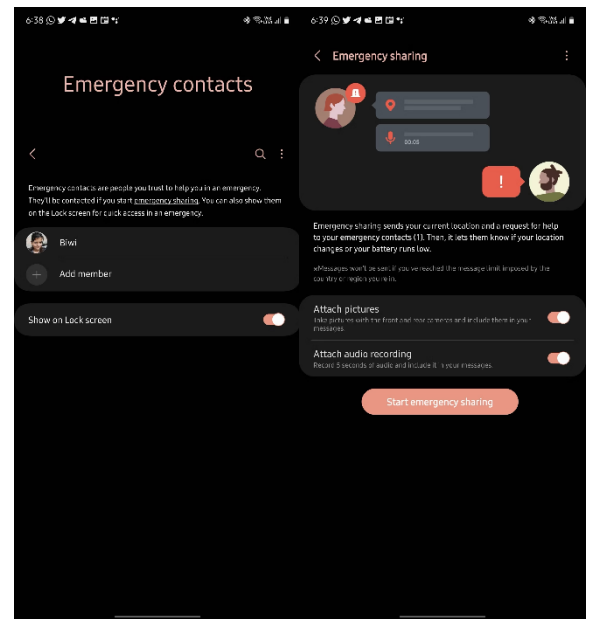 6:38
Emergency contacts
Emergency contacts are people you trust to help you in an emergency.
They'll be contacted if you start emergency sharing. You can also show them
on the Lock screen for quick access in an emergency.
Biwi
Add member
Show on Lock screen
6:39
Emergency sharing
00:05
!
Emergency sharing sends your current location and a request for help
to your emergency contacts (1). Then, it lets them know if your location
changes or your battery runs low.
Messages won't be sent if you've reached the message limit imposed by the
country or region you're in.
Attach pictures
Take pictures with the front and rear cameras and include them in your
messages.
Attach audio recording
Record 5 seconds of audio and include it in your messages.
Start emergency sharing